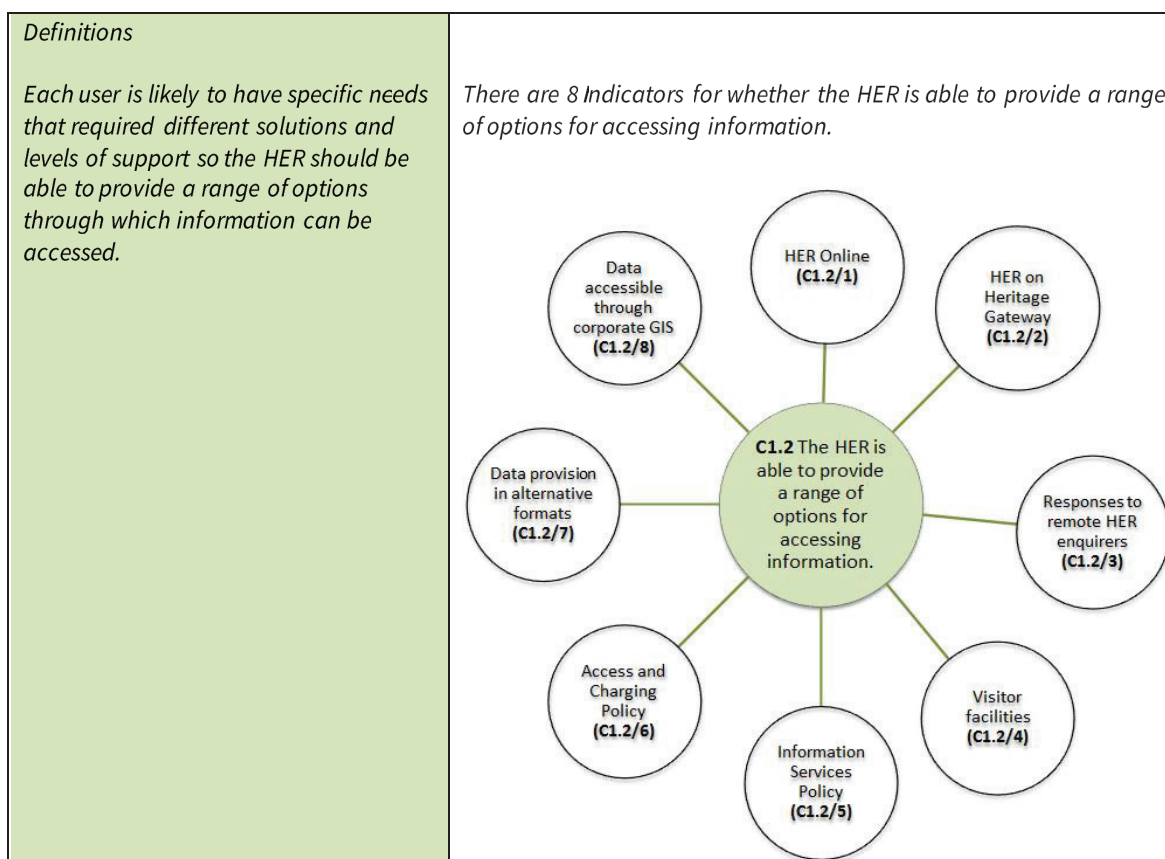 Definitions
Each user is likely to have specific needs
that required different solutions and
levels of support so the HER should be
able to provide a range of options
through which information can be
accessed.
There are 8 Indicators for whether the HER is able to provide a range
of options for accessing information.
HER Online
(C1.2/1)
HER on
Heritage
Gateway
(C1.2/2)
Responses to
remote HER
enquirers
(C1.2/3)
Visitor
facilities
(C1.2/4)
Information
Services
Policy
(C1.2/5)
Access and
Charging
Policy
(C1.2/6)
Data provision
in alternative
formats
(C1.2/7)
Data
accessible
through
corporate GIS
(C1.2/8)
C1.2 The HER is
able to provide
a range of
options for
accessing
information.